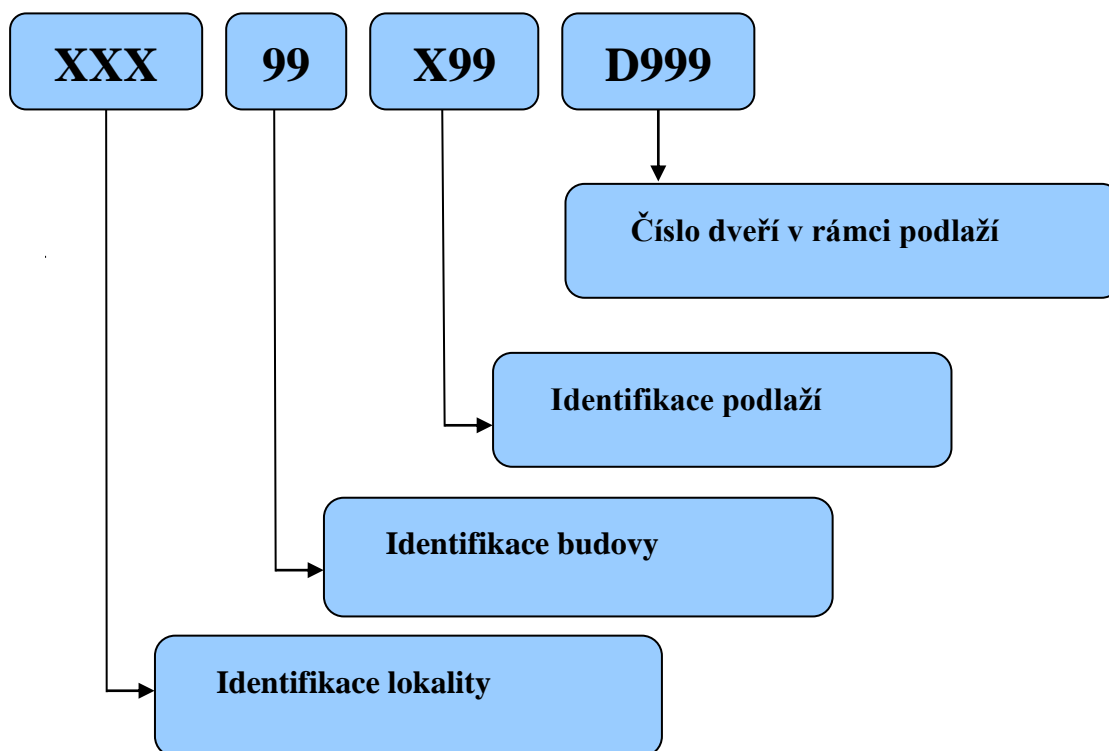 XXX 99 X99 D999
Číslo dveří v rámci podlaží
Identifikace podlaží
Identifikace budovy
Identifikace lokality